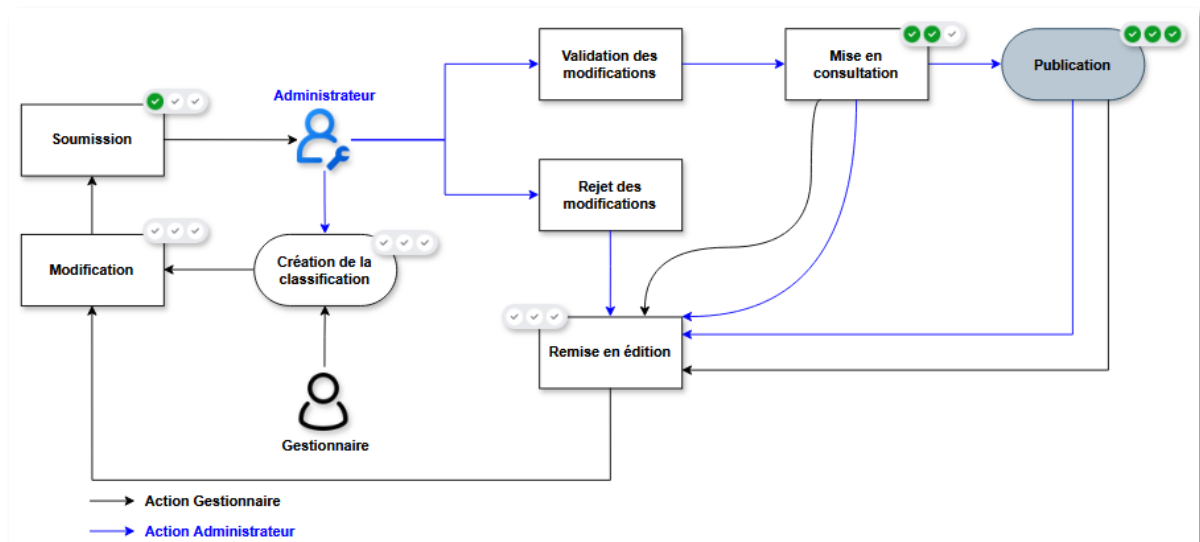 Validation des
modifications
Mise en
consultation
Publication
Administrateur
Soumission
Rejet des
modifications
Modification
Création de la
classification
Remise en édition
Gestionnaire
Action Gestionnaire
Action Administrateur